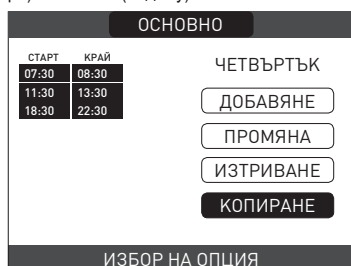 ОСНОВНО
СТАРТ КРАЙ
07:30 08:30
11:30 13:30
18:30 22:30
ЧЕТВЪРТЪК
ДОБАВЯНЕ
ПРОМЯНА
ИЗТРИВАНЕ
КОПИРАНЕ
ИЗБОР НА ОПЦИЯ